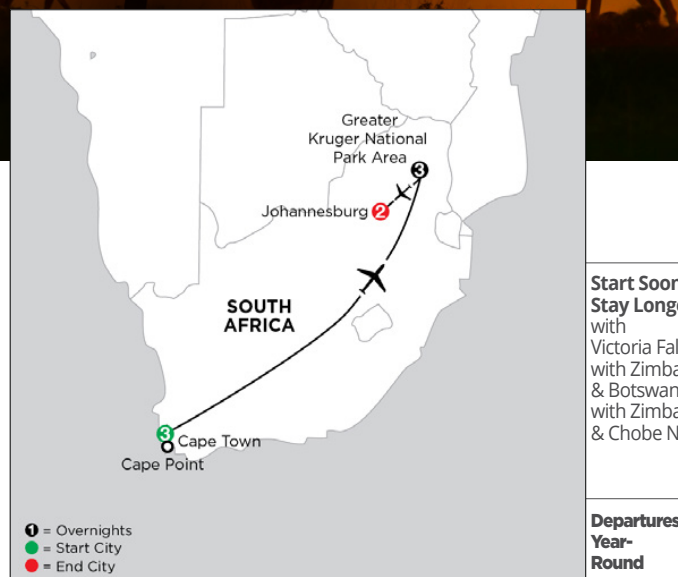 Greater
Kruger National
Park Area
3
Johannesburg 2
SOUTH
AFRICA
3
Cape Town
Cape Point
1 = Overnights
= Start City
= End City
Start Soon
Stay Long
with
Victoria Fal
with Zimba
& Botswan
with Zimba
& Chobe N
Departures
Year-
Round